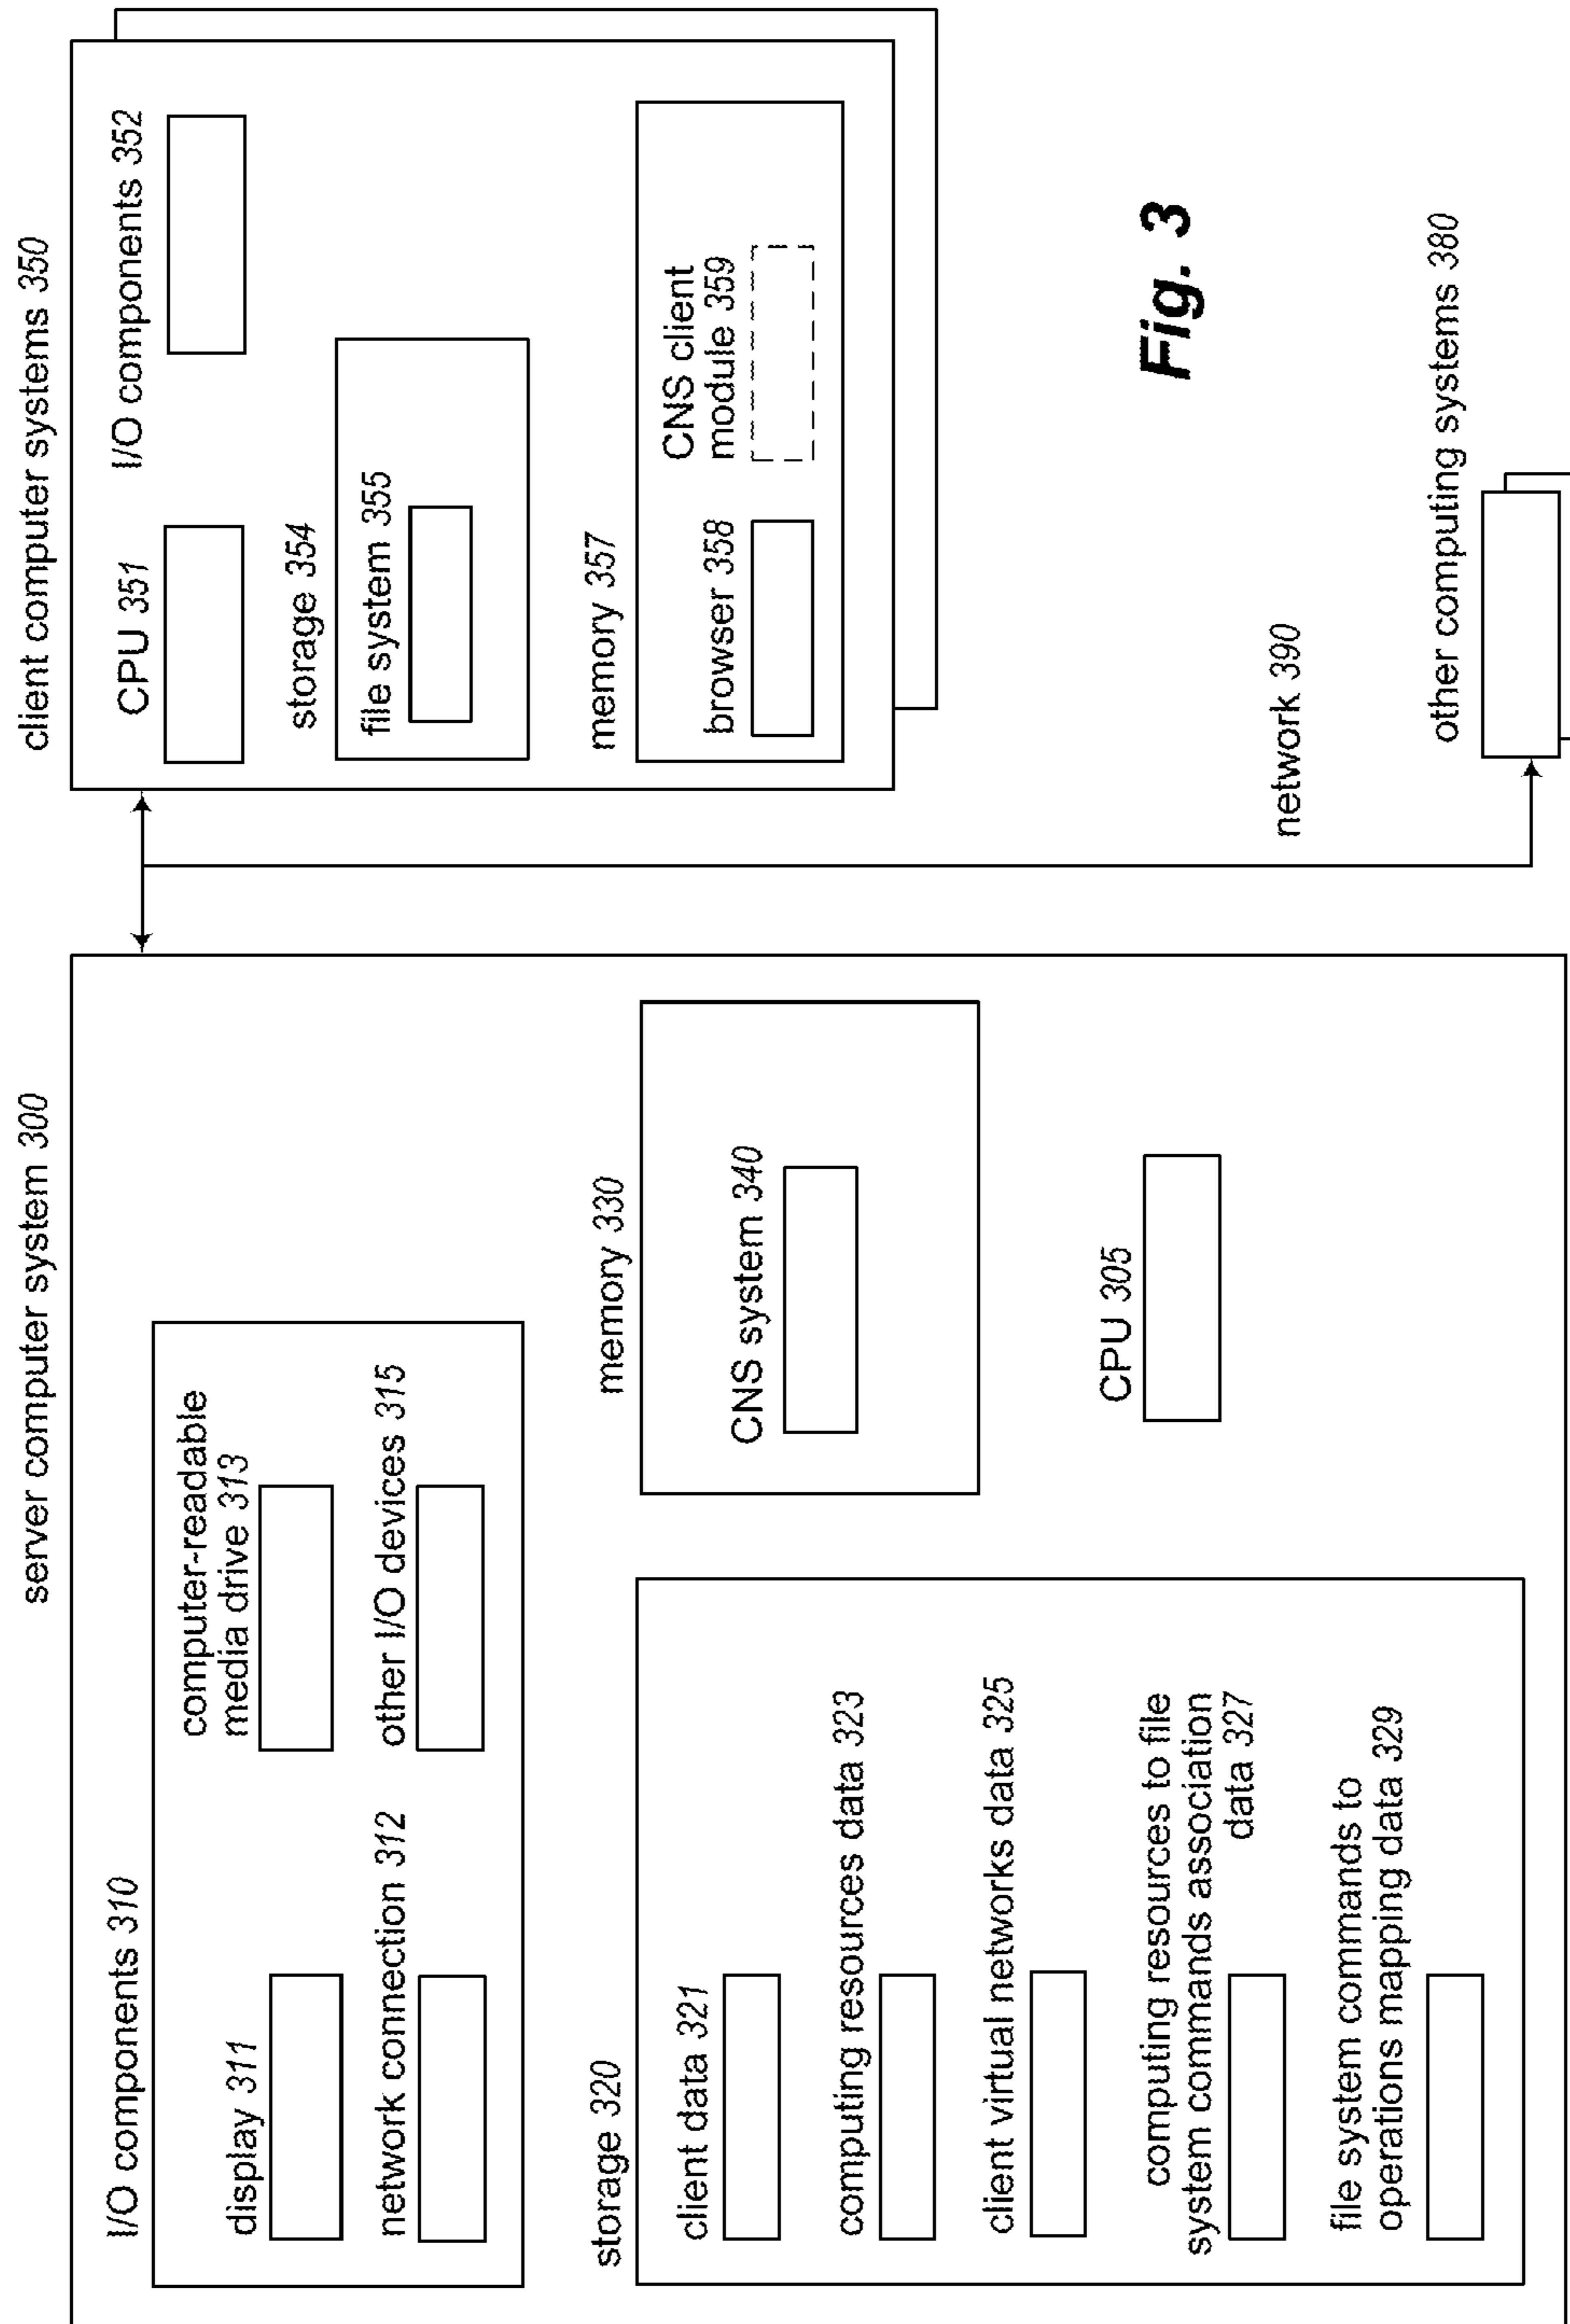 server computer system 300
I/O components 310
display 311
computer-readable
media drive 313
network connection 312
other I/O devices 315
storage 320
client data 321
computing resources data 323
client virtual networks data 325
computing resources to file
system commands association
data 327
file system commands to
operations mapping data 329
memory 330
CNS system 340
CPU 305
client computer systems 350
CPU 351
I/O components 352
storage 354
file system 355
memory 357
browser 358
CNS client
module 359
network 390
Fig. 3
other computing systems 380